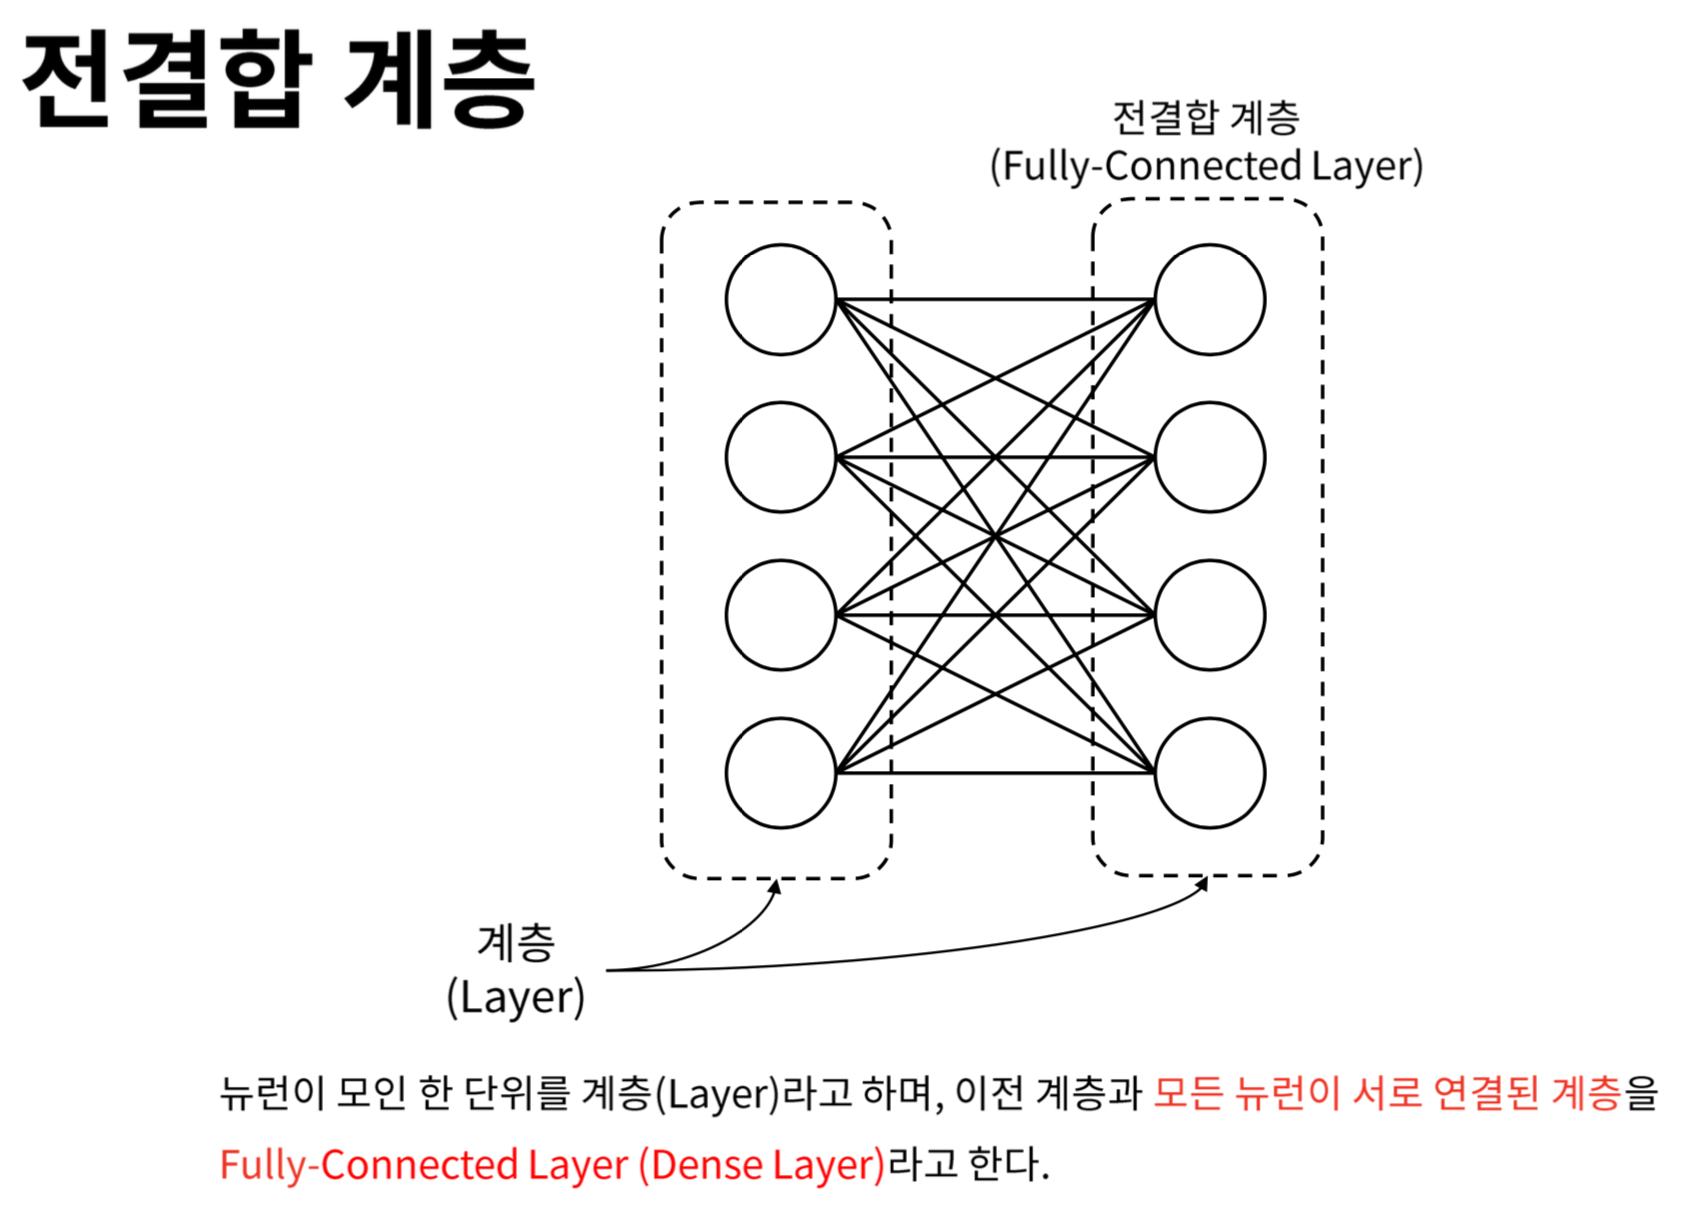 전결합 계층
전결합 계층
(Fully-Connected Layer)
계층
(Layer)
뉴런이 모인 한 단위를 계층(Layer)라고 하며, 이전 계층과 모든 뉴런이 서로 연결된 계층을
Fully-Connected Layer (Dense Layer)라고 한다.